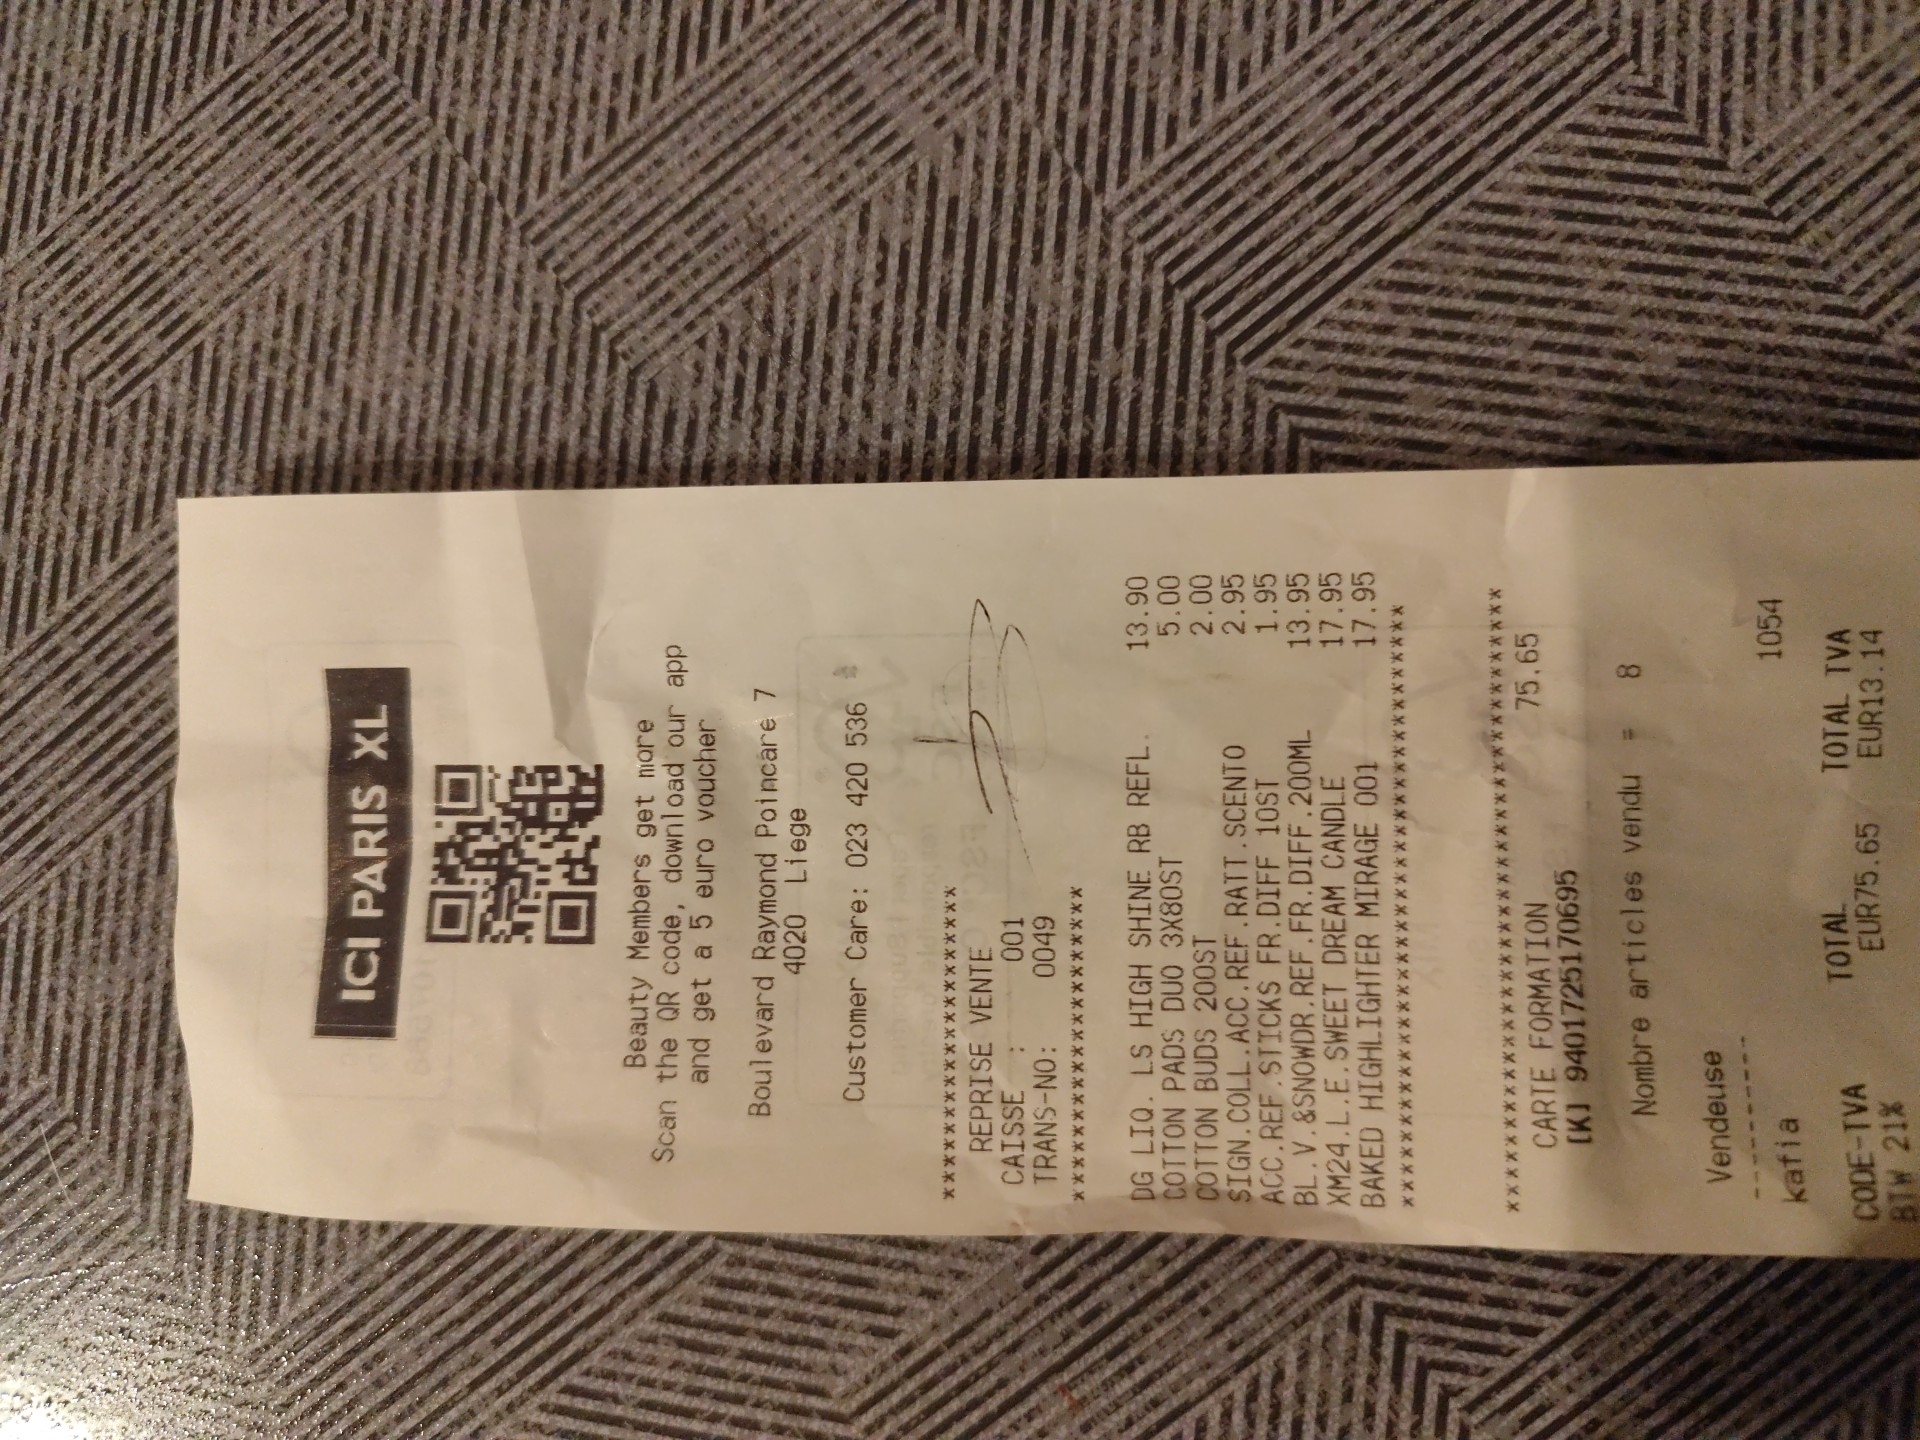 ICI PARIS XL
Beauty Members get more
Scan the QR code, download our app
and get a 5 euro voucher
Boulevard Raymond Poincare 7
4020 Liege
Customer Care: 023 420 536
*******************************
REPRISE VENTE
CAISSE : 001
TRANS-NO: 0049
*******************************
DG LIQ. LS HIGH SHINE RB REFL. 13.90
COTTON PADS DUO 3X80ST 5.00
COTTON BUDS 200ST 2.00
SIGN.COLL.ACC.REF.RATT.SCENTO 2.95
ACC.REF.STICKS FR.DIFF 10ST 1.95
BL.V.&SNOWDR.REF.FR.DIFF.200ML 13.95
XM24.L.E.SWEET DREAM CANDLE 17.95
BAKED HIGHLIGHTER MIRAGE 001 17.95
************************************************************
************************************************************
CARTE FORMATION 75.65
[K] 9401725170695
Nombre articles vendu = 8
Vendeuse
-------------
kafia 1054
CODE-TVA TOTAL TOTAL TVA
BTW 21% EUR75.65 EUR13.14